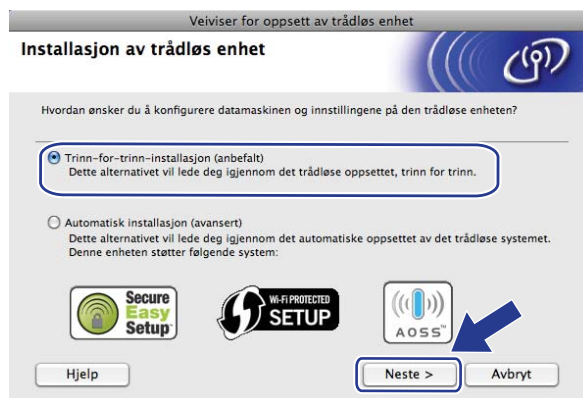 Veiviser for oppsett av trådløs enhet
Installasjon av trådløs enhet
Hvordan ønsker du å konfigurere datamaskinen og innstillingene på den trådløse enheten?
Trinn-for-trinn-installasjon (anbefalt)
Dette alternativet vil lede deg igjennom det trådløse oppsettet, trinn for trinn.
Automatisk installasjon (avansert)
Dette alternativet vil lede deg igjennom det automatiske oppsettet av det trådløse systemet.
Denne enheten støtter følgende system:
Secure
Easy
Setup
WI-FI PROTECTED
SETUP
AOSS™
Hjelp
Neste >
Avbryt